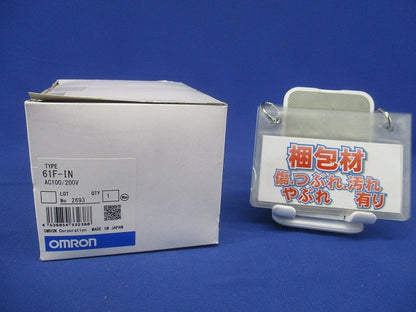 TYPE
61F-IN
AC100/200V
LOT
No 2693
QTY
1
OMRON
OMRON Corporation MADE IN JAPAN
梱包材
傷、つぶれ、汚れ
やぶれ 有り